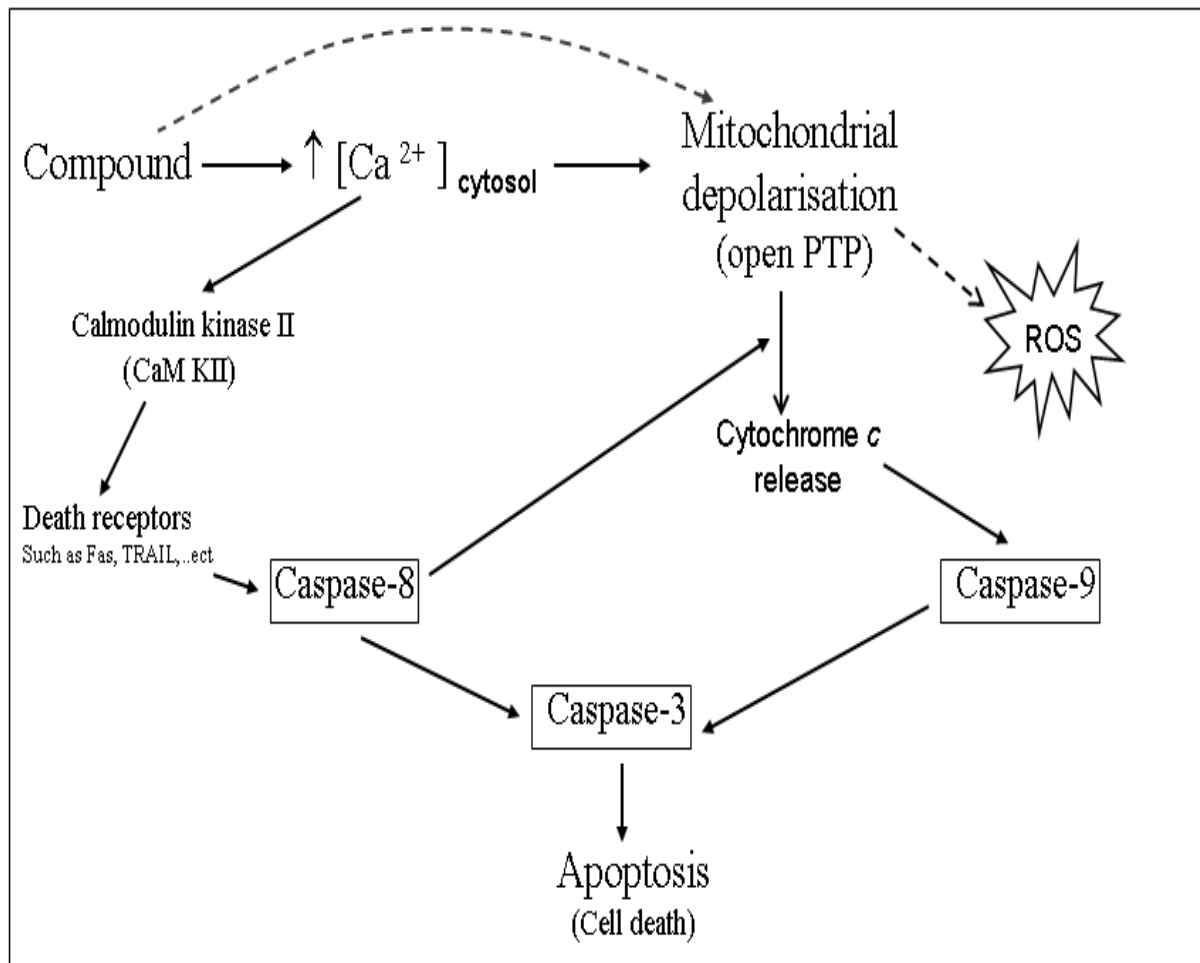 Compound
↑ [Ca 2+ ] cytosol
Mitochondrial
depolarisation
(open PTP)
ROS
Calmodulin kinase II
(CaM KII)
Cytochrome c
release
Death receptors
Such as Fas, TRAIL,..ect
Caspase-8
Caspase-9
Caspase-3
Apoptosis
(Cell death)